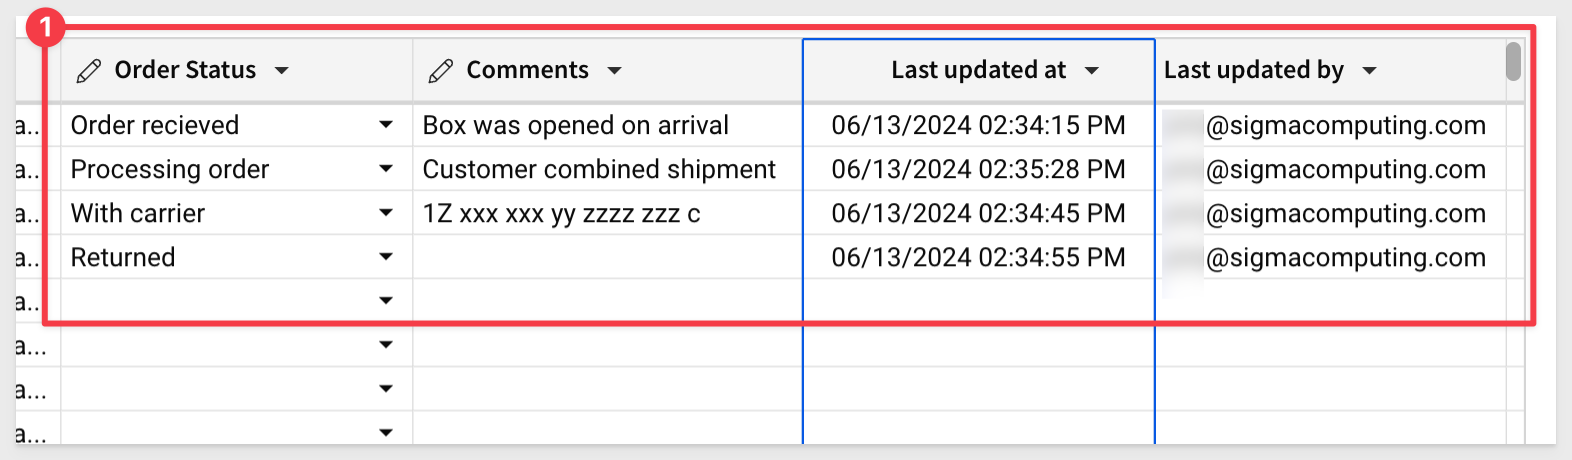 1
Order Status Comments Last updated at Last updated by
a... Order recieved Box was opened on arrival 06/13/2024 02:34:15 PM @sigmacomputing.com
a... Processing order Customer combined shipment 06/13/2024 02:35:28 PM @sigmacomputing.com
a... With carrier 1Z xxx xxx yy zzzz zzz c 06/13/2024 02:34:45 PM @sigmacomputing.com
a... Returned 06/13/2024 02:34:55 PM @sigmacomputing.com
a...
a...
a...
a...